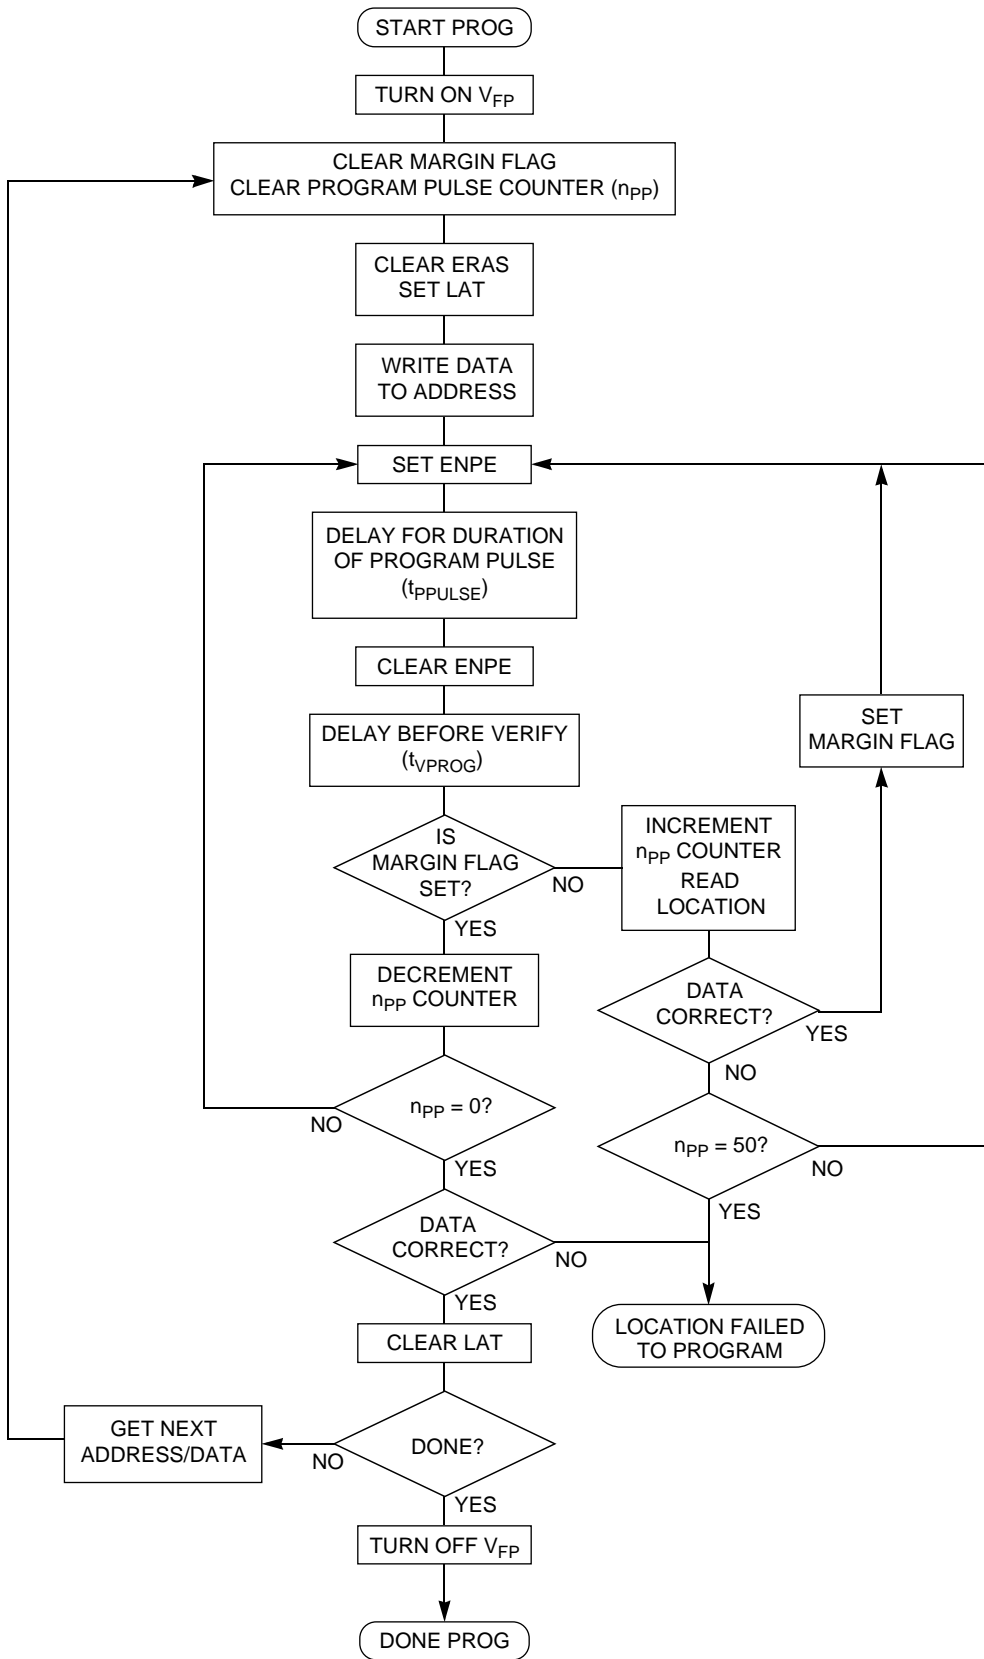 START PROG
TURN ON VFP
CLEAR MARGIN FLAG
CLEAR PROGRAM PULSE COUNTER (nPP)
CLEAR ERAS
SET LAT
WRITE DATA
TO ADDRESS
SET ENPE
DELAY FOR DURATION
OF PROGRAM PULSE
(tPPULSE)
CLEAR ENPE
DELAY BEFORE VERIFY
(tVPROG)
SET
MARGIN FLAG
IS
MARGIN FLAG
SET?
NO
YES
INCREMENT
nPP COUNTER
READ
LOCATION
DECREMENT
nPP COUNTER
DATA
CORRECT?
YES
NO
nPP = 0?
NO
YES
nPP = 50?
NO
YES
DATA
CORRECT?
NO
YES
LOCATION FAILED
TO PROGRAM
CLEAR LAT
GET NEXT
ADDRESS/DATA
DONE?
NO
YES
TURN OFF VFP
DONE PROG